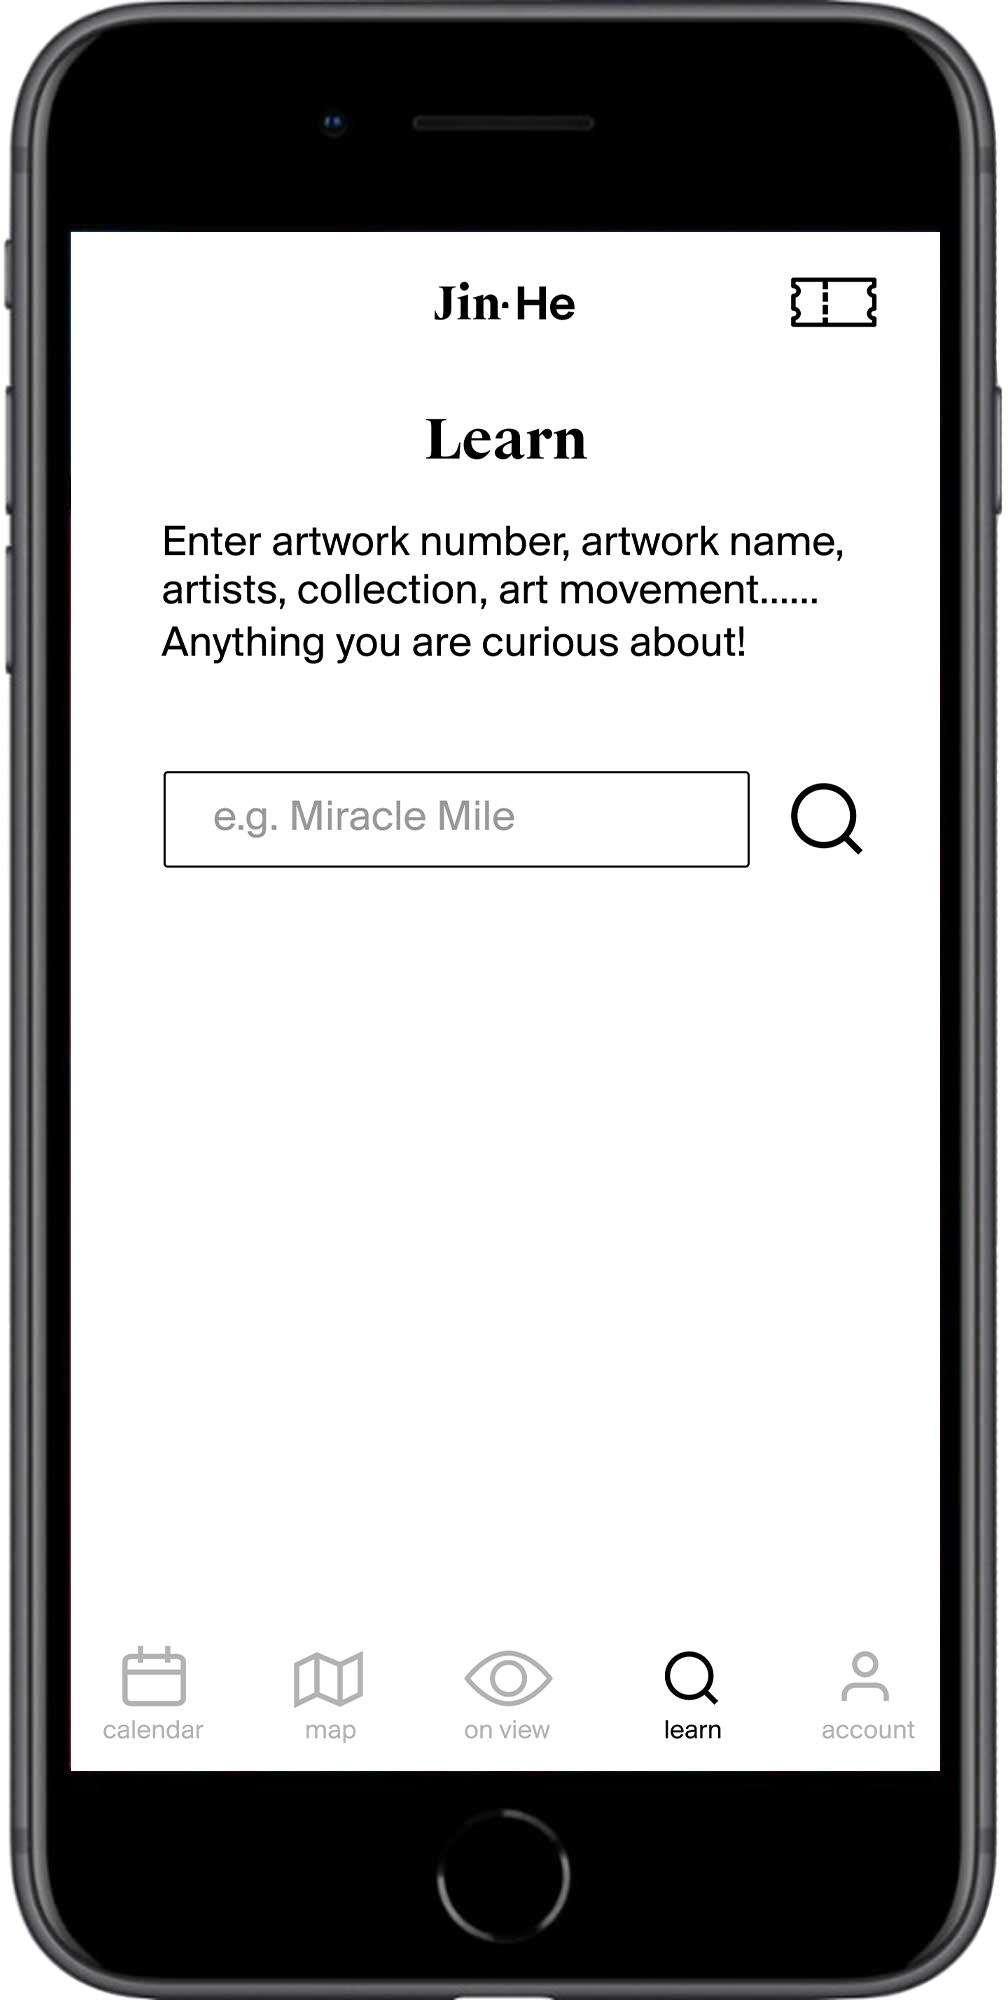 Jin·He
Learn
Enter artwork number, artwork name,
artists, collection, art movement......
Anything you are curious about!
e.g. Miracle Mile
calendar
map
on view
learn
account